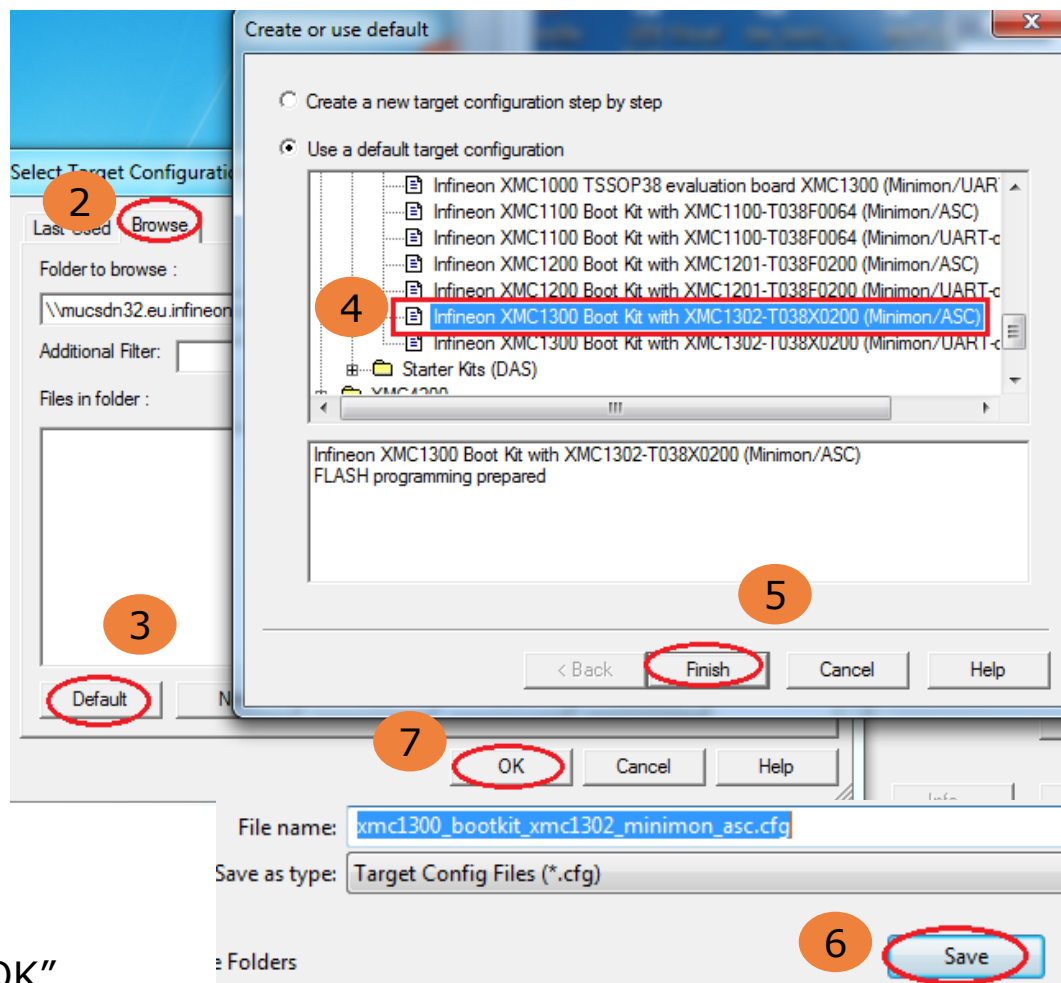 Create or use default
x
Create a new target configuration step by step
Use a default target configuration
Infineon XMC1000 TSSOP38 evaluation board XMC1300 (Minimon/UAR
Infineon XMC1100 Boot Kit with XMC1100-T038F0064 (Minimon/ASC)
Infineon XMC1100 Boot Kit with XMC1100-T038F0064 (Minimon/UART-c
Infineon XMC1200 Boot Kit with XMC1201-T038F0200 (Minimon/ASC)
Infineon XMC1200 Boot Kit with XMC1201-T038F0200 (Minimon/UART-c
4
Infineon XMC1300 Boot Kit with XMC1302-T038X0200 (Minimon/ASC)
Infineon XMC1300 Boot Kit with XMC1302-T038X0200 (Minimon/UART-c
Starter Kits (DAS)
XMC4200
Infineon XMC1300 Boot Kit with XMC1302-T038X0200 (Minimon/ASC)
FLASH programming prepared
5
< Back
Finish
Cancel
Help
Select Target Configuratio
2
Last Used
Browse
Folder to browse :
\\mucsdn32.eu.infineon
Additional Filter:
Files in folder :
3
Default
N
7
OK
Cancel
Help
Info
File name:
xmc1300_bootkit_xmc1302_minimon_asc.cfg
Save as type:
Target Config Files (*.cfg)
6
Save
e Folders
OK"